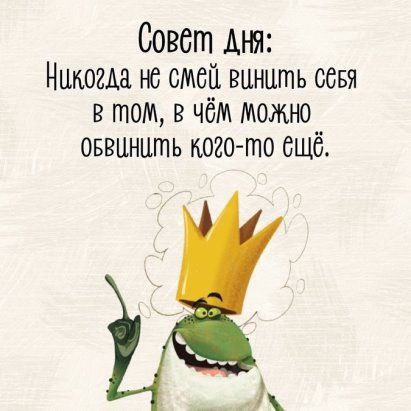 Совет дня:
Никогда не смей винить себя
в том, в чём можно
обвинить кого-то ещё.